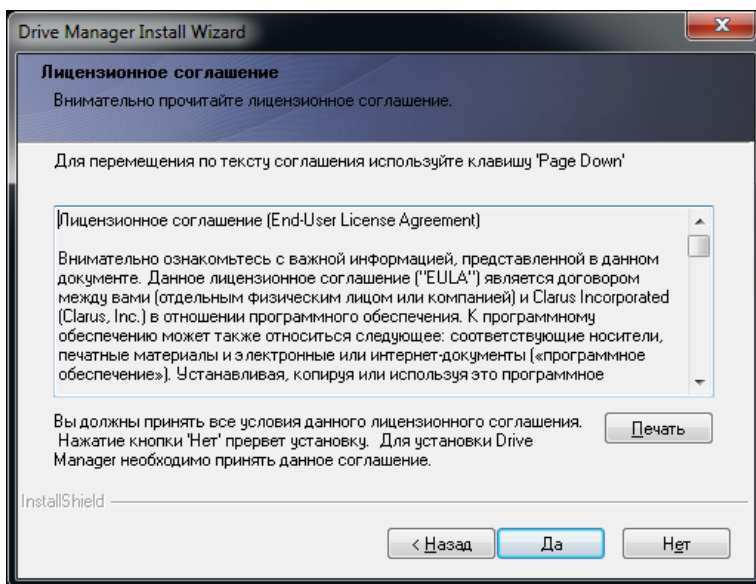 Drive Manager Install Wizard
Лицензионное соглашение
Внимательно прочитайте лицензионное соглашение.
Для перемещения по тексту соглашения используйте клавишу 'Page Down'
Лицензионное соглашение (End-User License Agreement)
Внимательно ознакомьтесь с важной информацией, представленной в данном
документе. Данное лицензионное соглашение ("EULA") является договором
между вами (отдельным физическим лицом или компанией) и Clarus Incorporated
(Clarus, Inc.) в отношении программного обеспечения. К программному
обеспечению может также относиться следующее: соответствующие носители,
печатные материалы и электронные или интернет-документы («программное
обеспечение»). Устанавливая, копируя или используя это программное
Вы должны принять все условия данного лицензионного соглашения.
Нажатие кнопки 'Нет' прервет установку.  Для установки Drive
Manager необходимо принять данное соглашение.
Печать
InstallShield
< Назад
Да
Нет